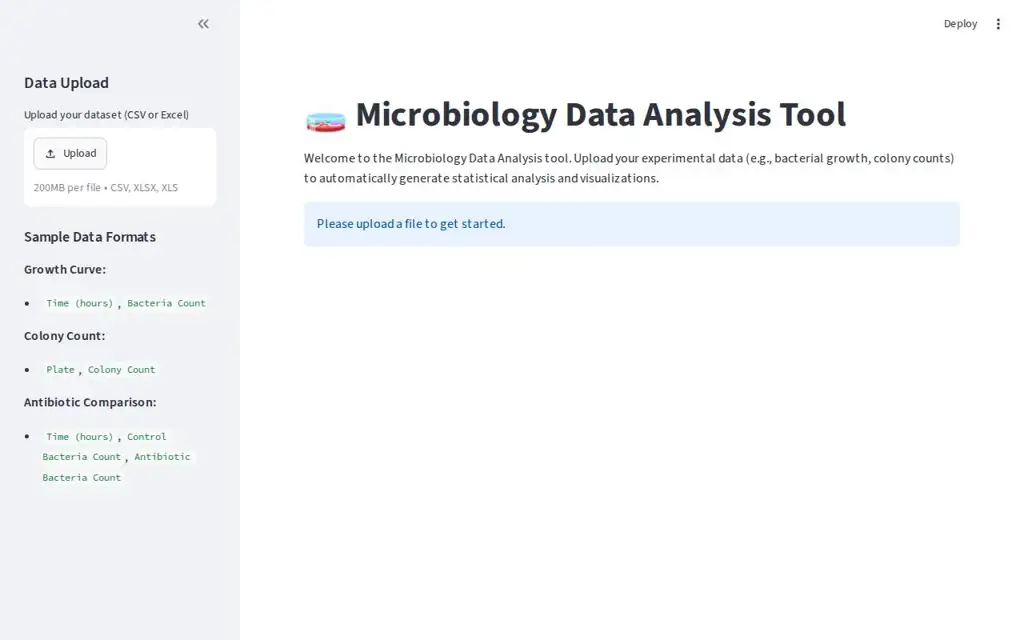 Deploy
Data Upload
Upload your dataset (CSV or Excel)
Upload
200MB per file • CSV, XLSX, XLS
Sample Data Formats
Growth Curve:
• Time (hours) , Bacteria Count
Colony Count:
• Plate , Colony Count
Antibiotic Comparison:
• Time (hours) , Control
Bacteria Count , Antibiotic
Bacteria Count
Microbiology Data Analysis Tool
Welcome to the Microbiology Data Analysis tool. Upload your experimental data (e.g., bacterial growth, colony counts)
to automatically generate statistical analysis and visualizations.
Please upload a file to get started.